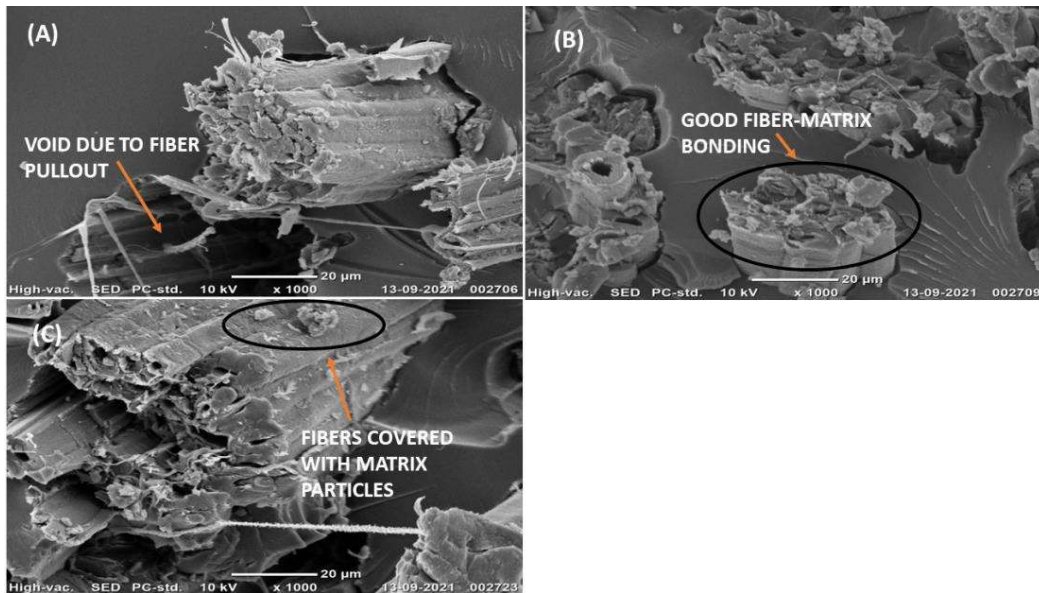 (A)
VOID DUE TO FIBER
PULLOUT
20 µm
High-vac. SED PC-std. 10 kV x 1000 13-09-2021 002706
(B)
GOOD FIBER-MATRIX
BONDING
20 µm
High-vac. SED PC-std. 10 kV x 1000 13-09-2021 002709
(C)
FIBERS COVERED
WITH MATRIX
PARTICLES
20 µm
High-vac. SED PC-std. 10 kV x 1000 13-09-2021 002723